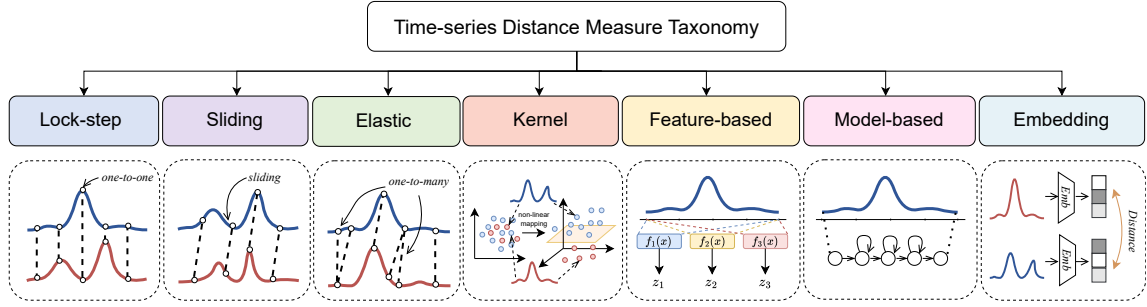 Time-series Distance Measure Taxonomy
Lock-step
Sliding
Elastic
Kernel
Feature-based
Model-based
Embedding
one-to-one
sliding
one-to-many
non-linear
mapping
f₁(x)
f₂(x)
f₃(x)
z₁
z₂
z₃
Emb
Emb
Distance